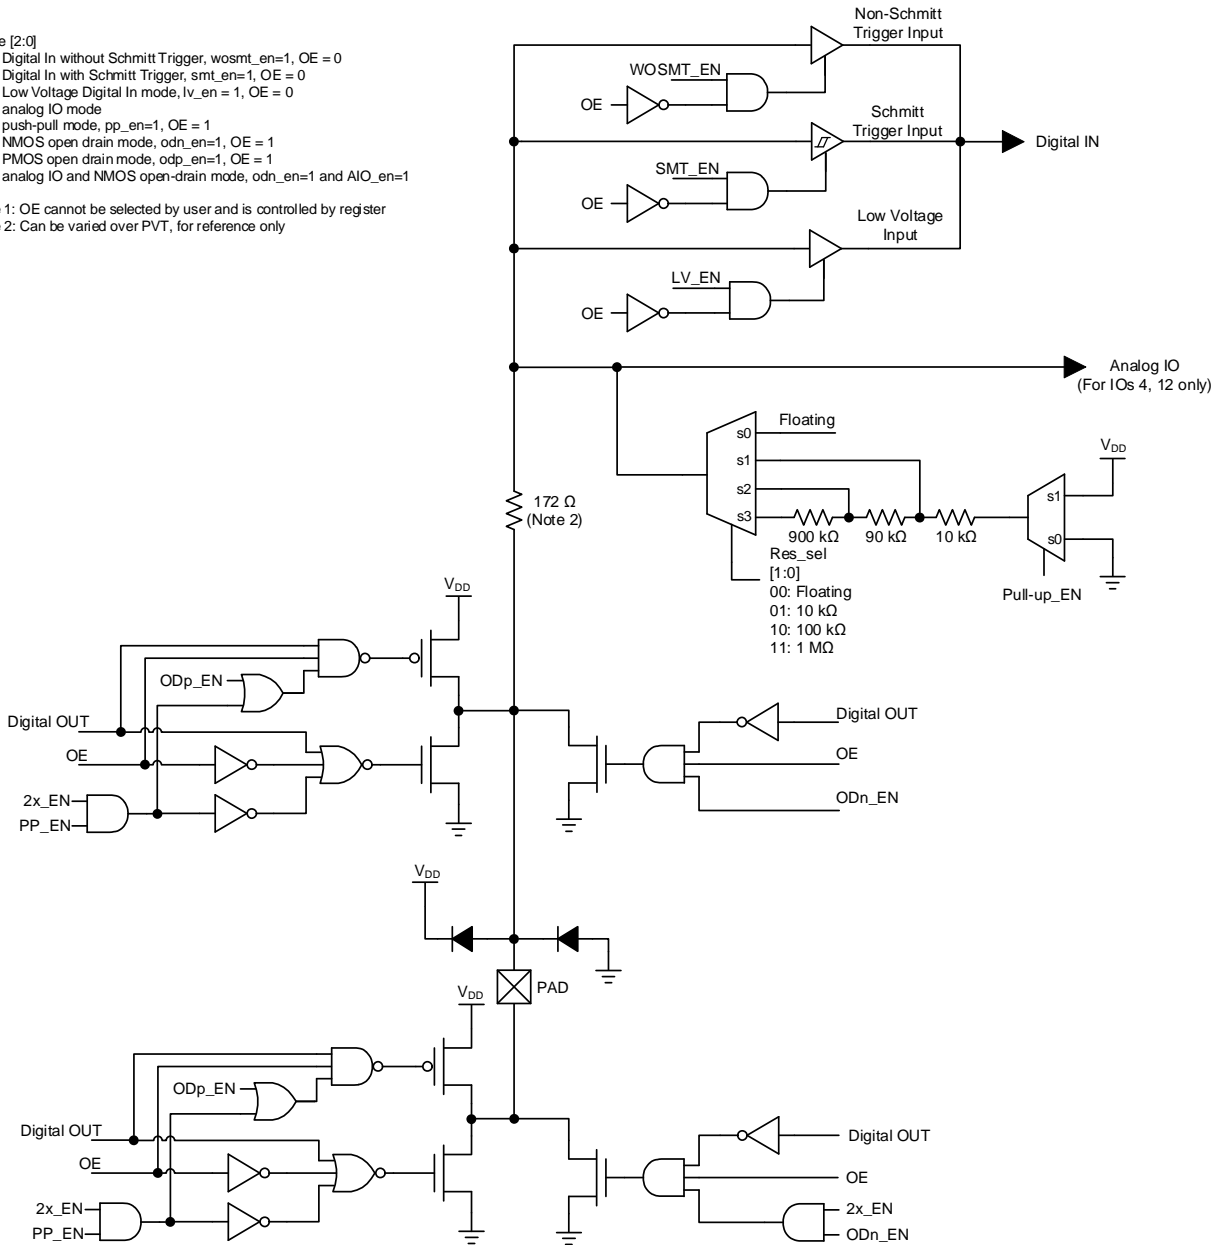 [2:0]
Digital In without Schmitt Trigger, wosmt_en=1, OE = 0
Digital In with Schmitt Trigger, smt_en=1, OE = 0
Low Voltage Digital In mode, lv_en = 1, OE = 0
analog IO mode
push-pull mode, pp_en=1, OE = 1
NMOS open drain mode, odn_en=1, OE = 1
PMOS open drain mode, odp_en=1, OE = 1
analog IO and NMOS open-drain mode, odn_en=1 and AIO_en=1
1: OE cannot be selected by user and is controlled by register
2: Can be varied over PVT, for reference only
Non-Schmitt
Trigger Input
WOSMT_EN
OE
Schmitt
Trigger Input
Digital IN
SMT_EN
OE
Low Voltage
Input
LV_EN
OE
Analog IO
(For IOs 4, 12 only)
Floating
s0
s1
s2
s3
900 kΩ
90 kΩ
10 kΩ
VDD
s1
s0
Pull-up_EN
Res_sel
[1:0]
00: Floating
01: 10 kΩ
10: 100 kΩ
11: 1 MΩ
172 Ω
(Note 2)
VDD
ODp_EN
Digital OUT
OE
2x_EN
PP_EN
Digital OUT
OE
ODn_EN
VDD
PAD
VDD
ODp_EN
Digital OUT
OE
2x_EN
PP_EN
Digital OUT
OE
2x_EN
ODn_EN